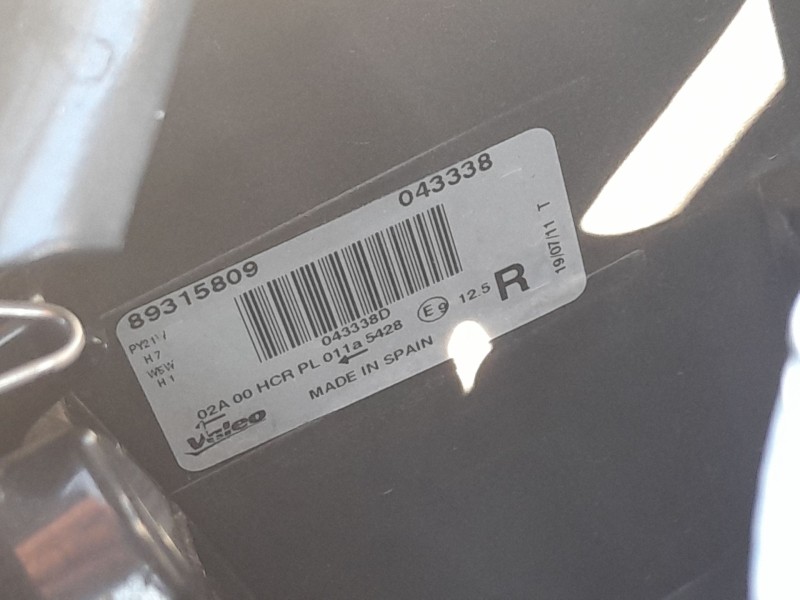 043338
89315809
PY21W
H7
W5W
H1
043338D
02A 00 HCR PL 011a 5428
E9 12.5 R
19/07/11 T
MADE IN SPAIN
Valeo